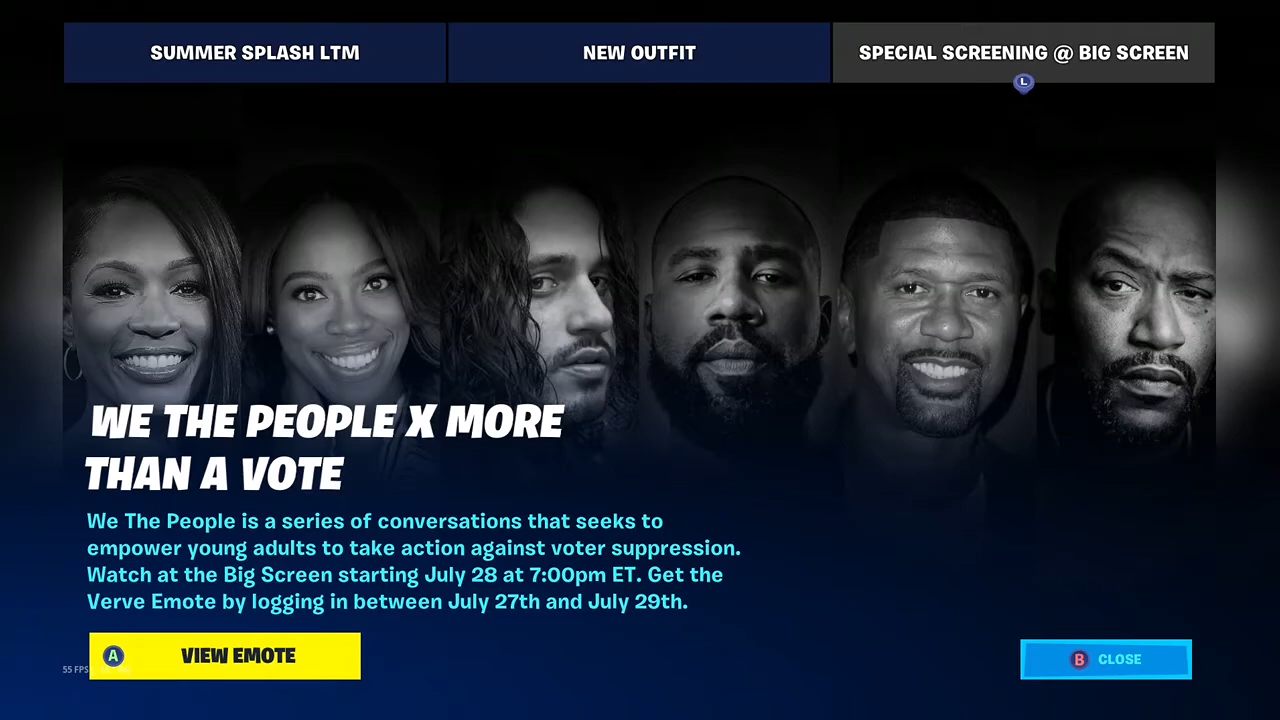 SUMMER SPLASH LTM
NEW OUTFIT
SPECIAL SCREENING @ BIG SCREEN
L
WE THE PEOPLE X MORE
THAN A VOTE
We The People is a series of conversations that seeks to
empower young adults to take action against voter suppression.
Watch at the Big Screen starting July 28 at 7:00pm ET. Get the
Verve Emote by logging in between July 27th and July 29th.
A VIEW EMOTE
B CLOSE
55 FPS